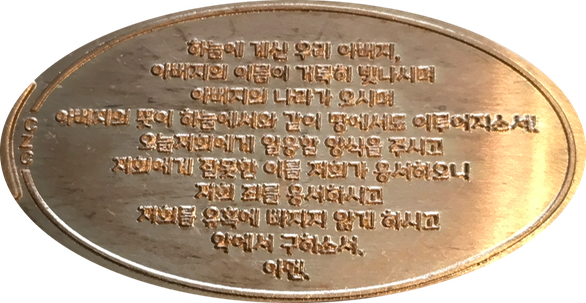 하늘에 계신 우리 아버지,
아버지의 이름이 거룩히 빛나시며
아버지의 나라가 오시며
아버지의 뜻이 하늘에서와 같이 땅에서도 이루어지소서!
오늘저희에게 일용할 양식을 주시고
저희에게 잘못한 이를 저희가 용서하오니
저희 죄를 용서하시고
저희를 유혹에 빠지지 않게 하시고
악에서 구하소서.
아멘.